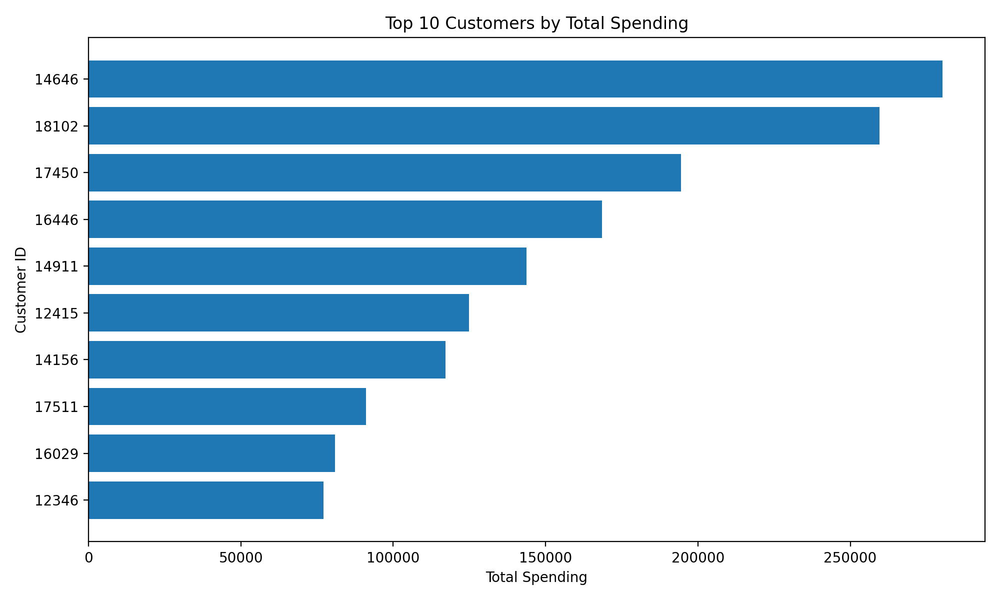 Top 10 Customers by Total Spending
Customer ID
14646
18102
17450
16446
14911
12415
14156
17511
16029
12346
0 50000 100000 150000 200000 250000
Total Spending